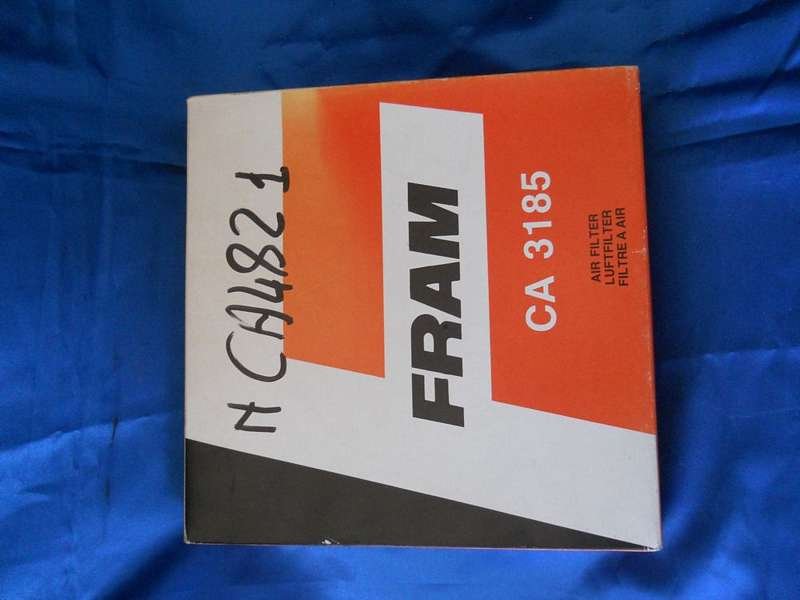 M CA4821
FRAM
CA 3185
AIR FILTER
LUFTFILTER
FILTRE A AIR